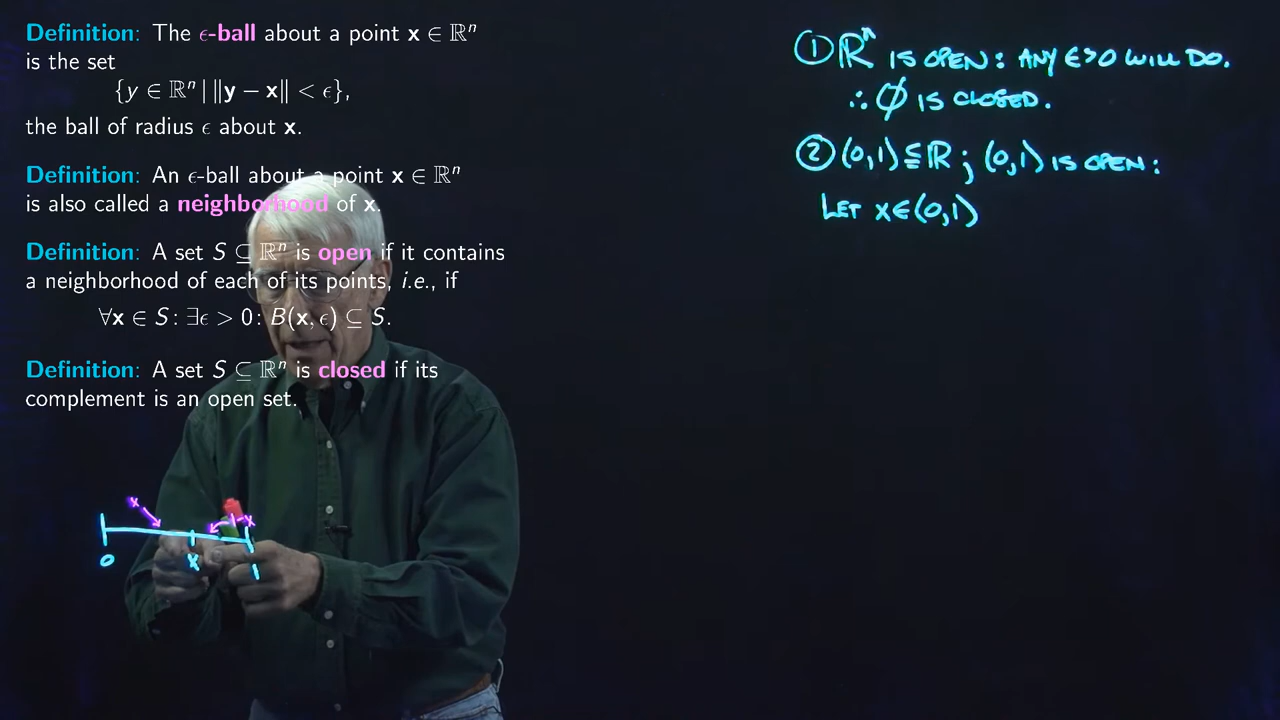 Definition: The ϵ-ball about a point x ∈ ℝⁿ
is the set
{y ∈ ℝⁿ | ‖y − x‖ < ϵ},
the ball of radius ϵ about x.
Definition: An ϵ-ball about a point x ∈ ℝⁿ
is also called a neighborhood of x.
Definition: A set S ⊆ ℝⁿ is open if it contains
a neighborhood of each of its points, i.e., if
∀x ∈ S: ∃ϵ > 0: B(x, ϵ) ⊆ S.
Definition: A set S ⊆ ℝⁿ is closed if its
complement is an open set.
① ℝⁿ IS OPEN: ANY ϵ>0 WILL DO.
∴ ∅ IS CLOSED.
② (0,1) ⊆ ℝ; (0,1) IS OPEN:
LET x∈(0,1)
x 1-x
0 x 1